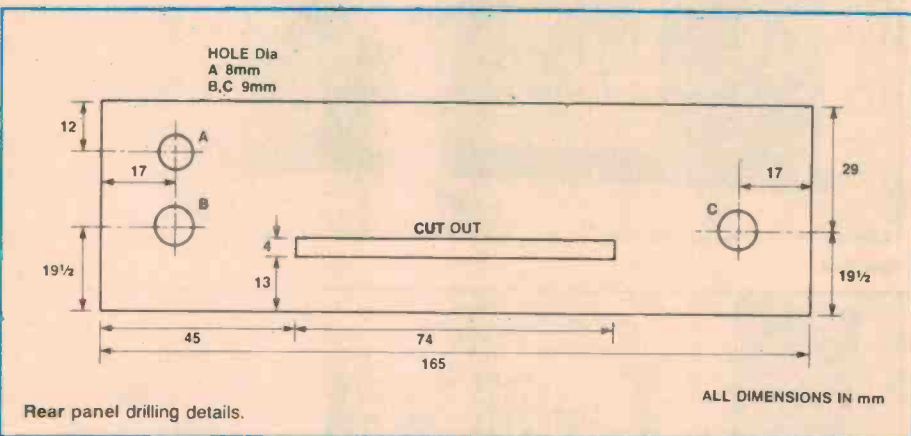 HOLE Dia
A 8mm
B,C 9mm
12
A
17
B
17
29
C
CUT OUT
4
19½
13
19½
45
74
165
ALL DIMENSIONS IN mm
Rear panel drilling details.